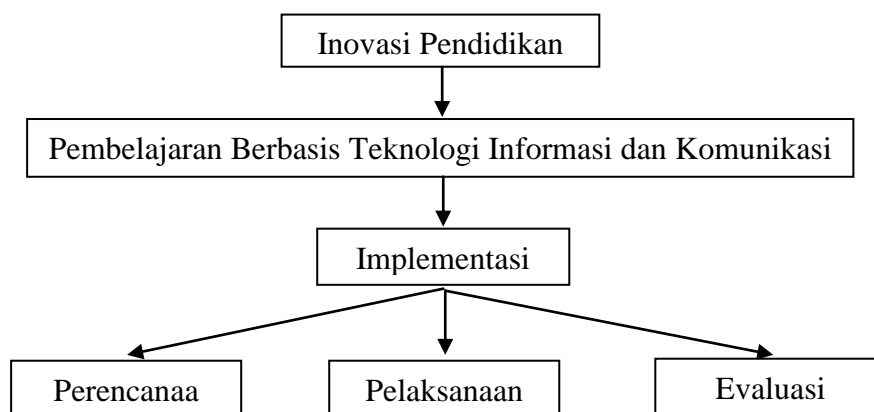 Inovasi Pendidikan
Pembelajaran Berbasis Teknologi Informasi dan Komunikasi
Implementasi
Perencanaa
Pelaksanaan
Evaluasi